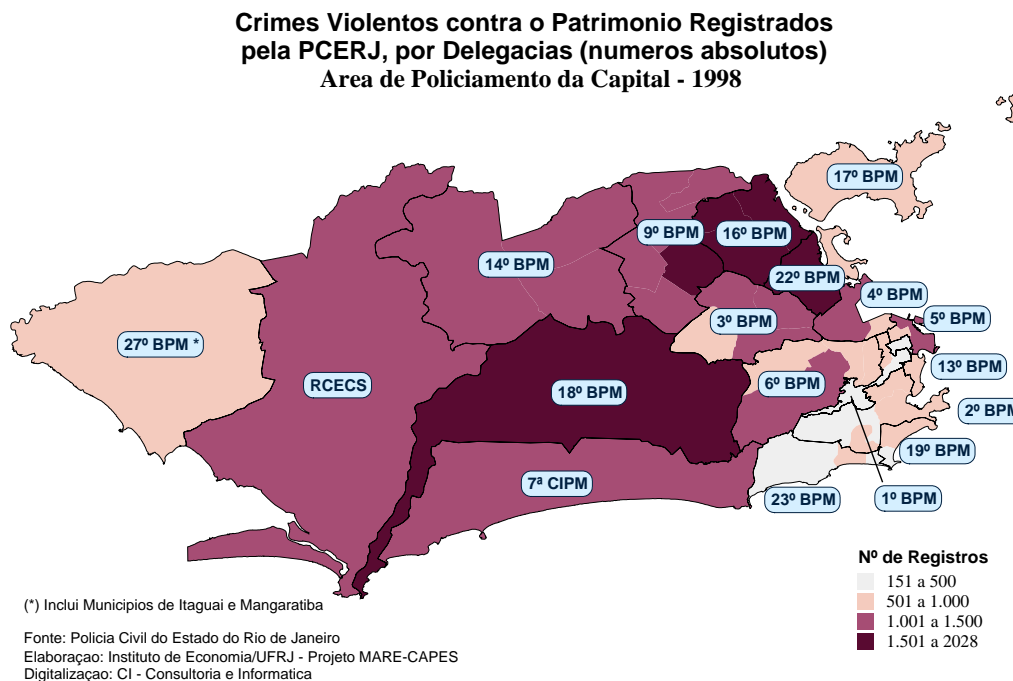 Crimes Violentos contra o Patrimonio Registrados
pela PCERJ, por Delegacias (numeros absolutos)
Area de Policiamento da Capital - 1998
17º BPM
9º BPM
16º BPM
14º BPM
22º BPM
4º BPM
3º BPM
5º BPM
27º BPM *
13º BPM
RCECS
18º BPM
6º BPM
2º BPM
19º BPM
7ª CIPM
23º BPM
1º BPM
Nº de Registros
151 a 500
501 a 1.000
1.001 a 1.500
1.501 a 2028
(*) Inclui Municipios de Itaguai e Mangaratiba
Fonte: Policia Civil do Estado do Rio de Janeiro
Elaboraçao: Instituto de Economia/UFRJ - Projeto MARE-CAPES
Digitalizaçao: CI - Consultoria e Informatica